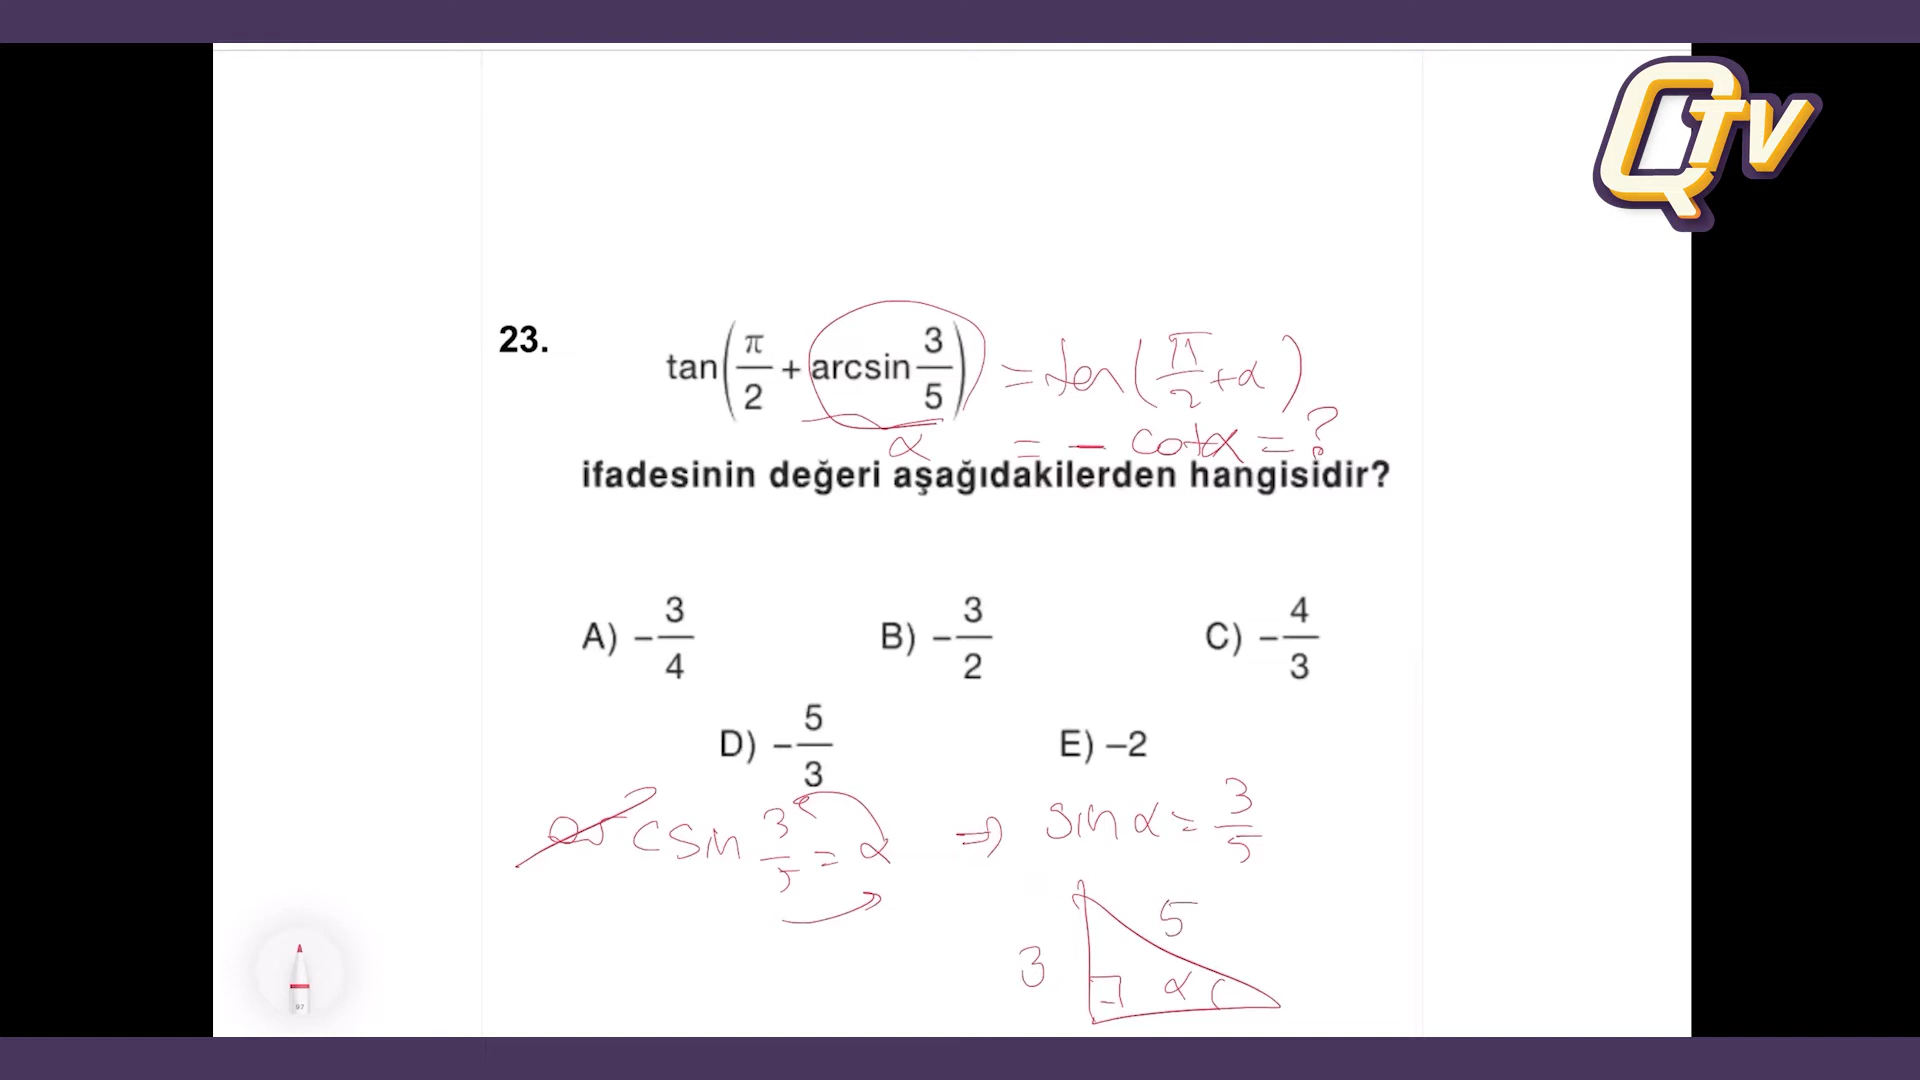 QTV
23. tan(π/2 + arcsin 3/5) = tan(π/2 + α)
α = - cotα = ?
ifadesinin değeri aşağıdakilerden hangisidir?
A) -3/4 B) -3/2 C) -4/3
D) -5/3 E) -2
arcsin 3/5 = α ⇒ sin α = 3/5
5
3
α
97